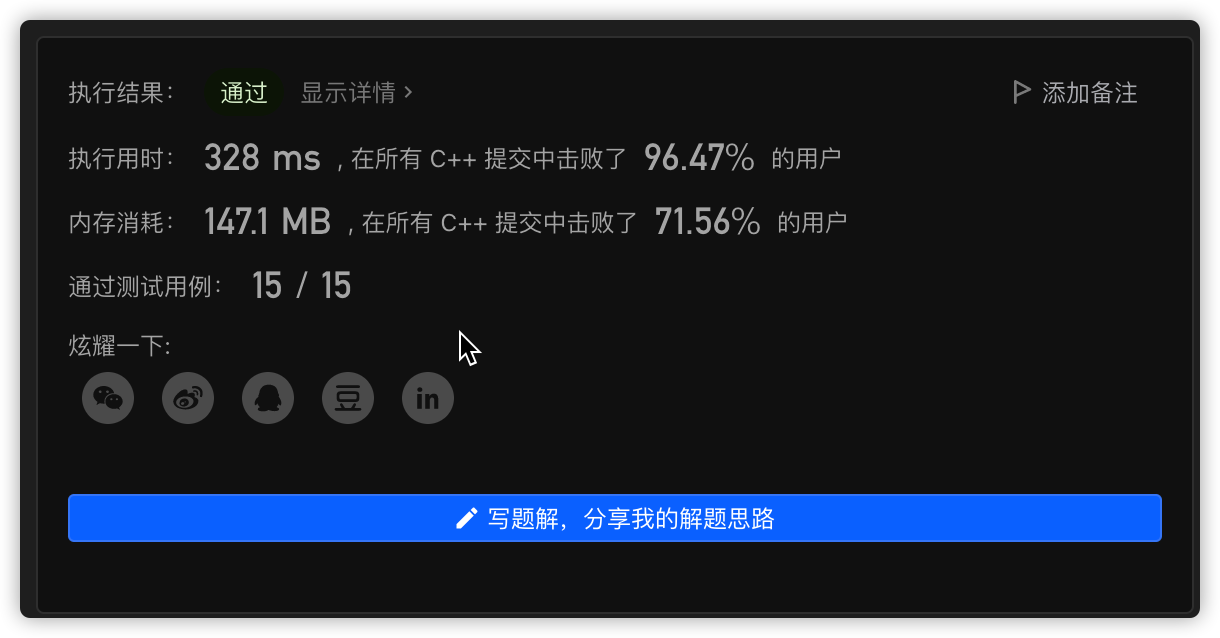 执行结果： 通过 显示详情 › 添加备注
执行用时： 328 ms ，在所有 C++ 提交中击败了 96.47% 的用户
内存消耗： 147.1 MB ，在所有 C++ 提交中击败了 71.56% 的用户
通过测试用例： 15 / 15
炫耀一下:
豆 in
写题解，分享我的解题思路